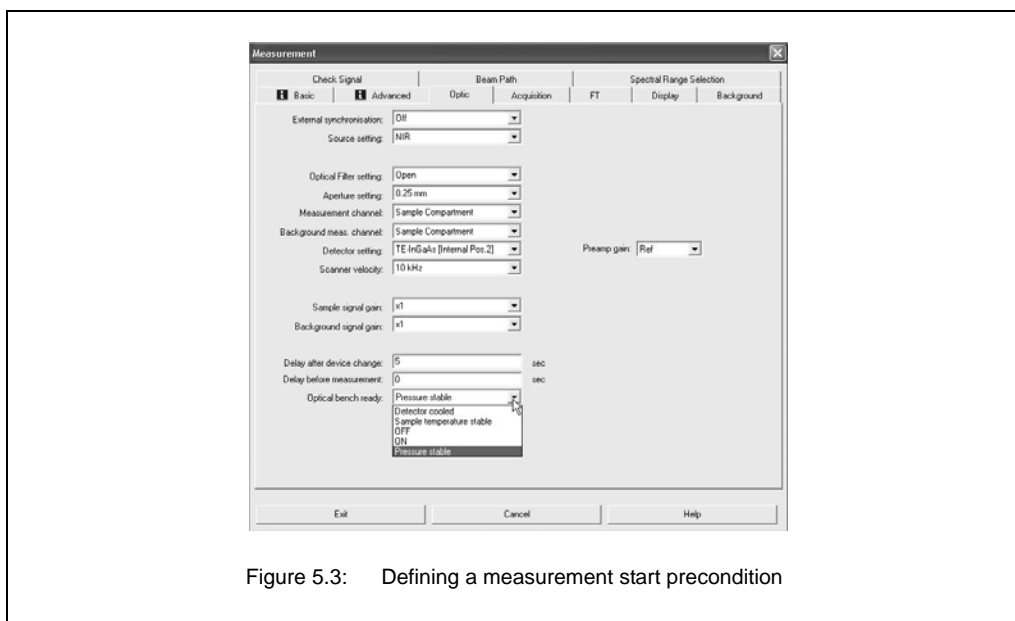 Measurement
Check Signal Beam Path Spectral Range Selection
Basic Advanced Optic Acquisition FT Display Background
External synchronisation: Off
Source setting: NIR
Optical Filter setting: Open
Aperture setting: 0.25 mm
Measurement channel: Sample Compartment
Background meas. channel: Sample Compartment
Detector setting: TE-InGaAs [Internal Pos.2] Preamp gain: Ref
Scanner velocity: 10 kHz
Sample signal gain: x1
Background signal gain: x1
Delay after device change: 5 sec
Delay before measurement: 0 sec
Optical bench ready: Pressure stable
Detector cooled
Sample temperature stable
OFF
ON
Pressure stable
Exit Cancel Help
Figure 5.3: Defining a measurement start precondition